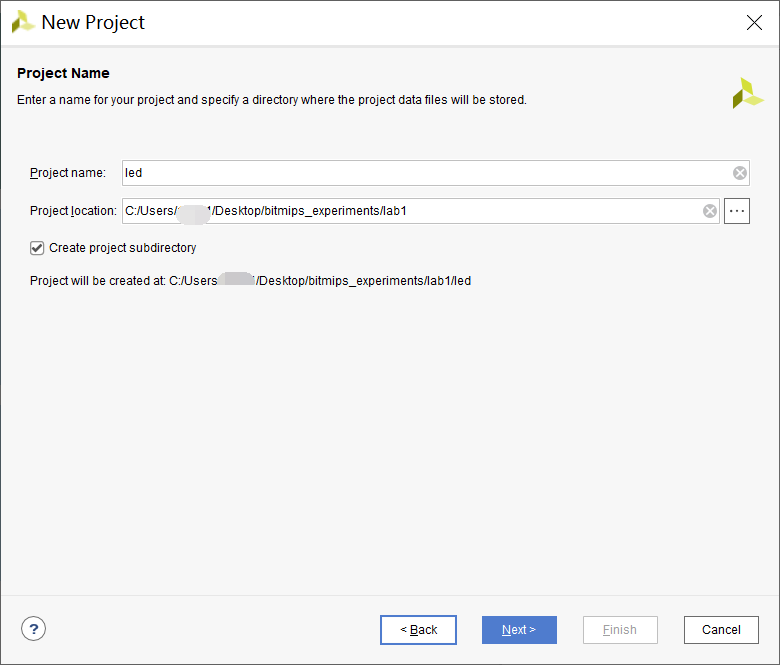 New Project
Project Name
Enter a name for your project and specify a directory where the project data files will be stored.
Project name: led
Project location: C:/Users/ 1/Desktop/bitmips_experiments/lab1 ...
Create project subdirectory
Project will be created at: C:/Users /Desktop/bitmips_experiments/lab1/led
? < Back Next > Finish Cancel